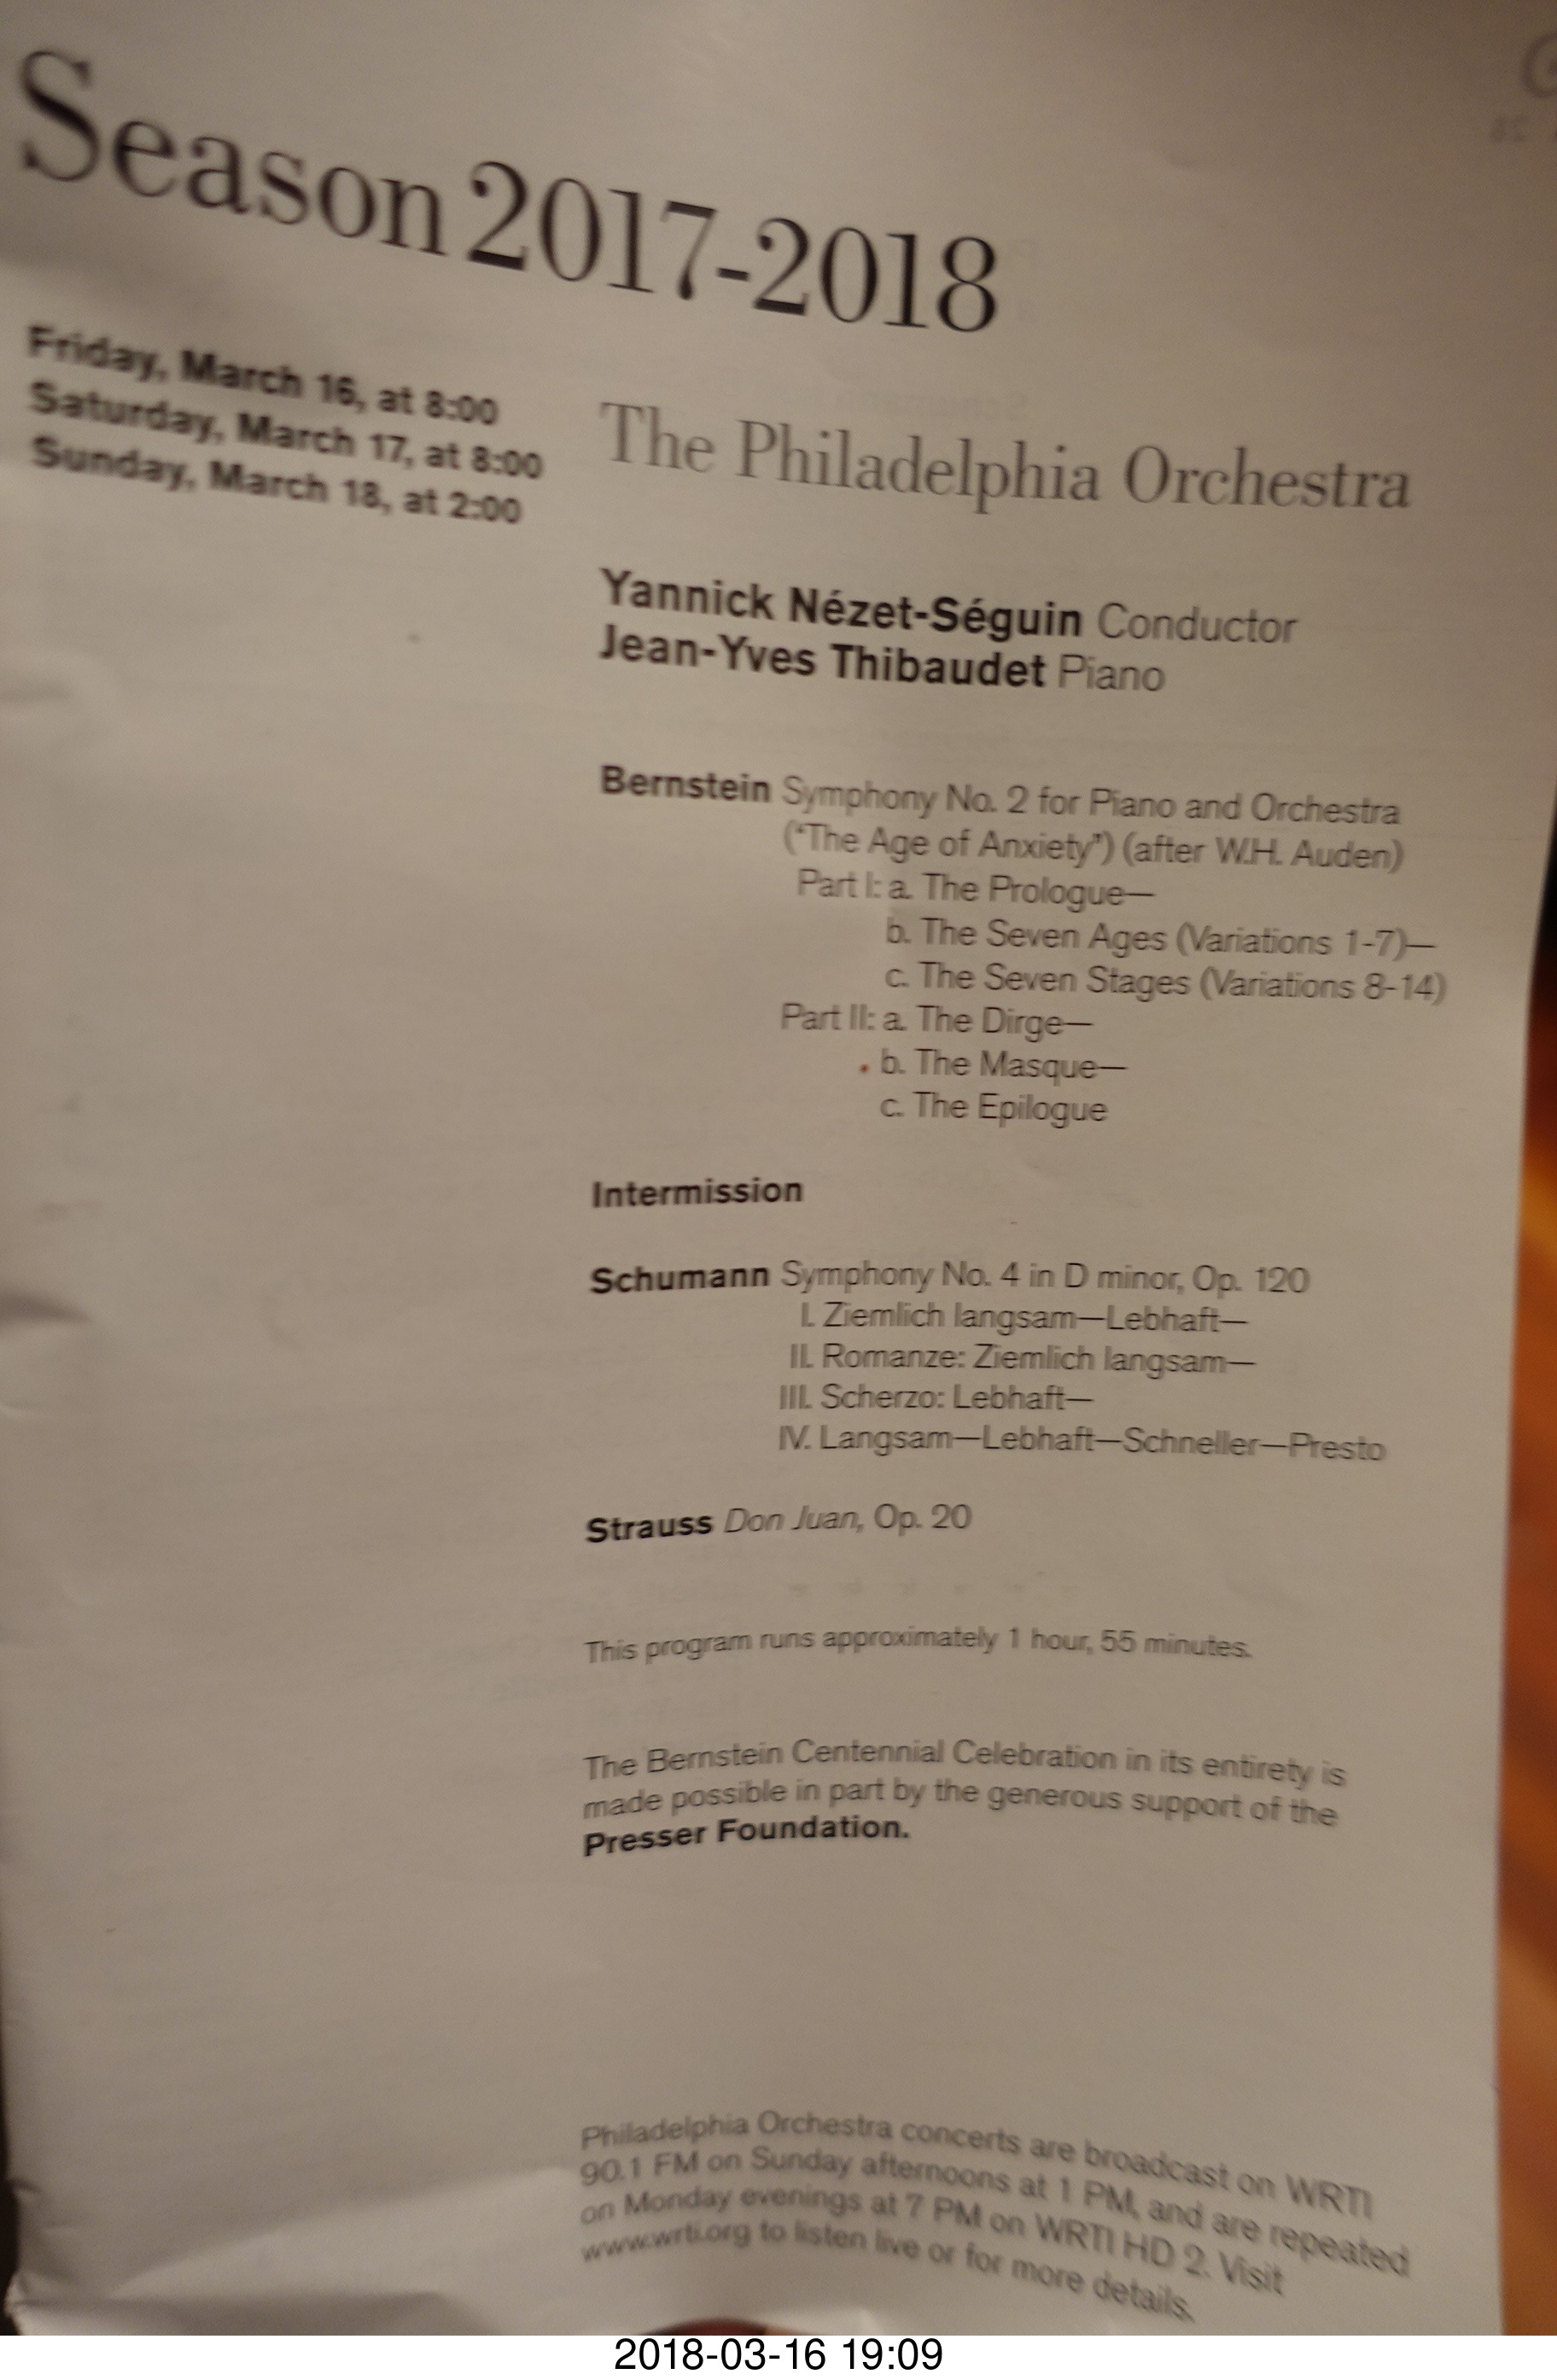 Season 2017-2018
Friday, March 16, at 8:00
Saturday, March 17, at 8:00
Sunday, March 18, at 2:00
The Philadelphia Orchestra
Yannick Nézet-Séguin Conductor
Jean-Yves Thibaudet Piano
Bernstein Symphony No. 2 for Piano and Orchestra
(“The Age of Anxiety”) (after W.H. Auden)
Part I: a. The Prologue—
b. The Seven Ages (Variations 1-7)—
c. The Seven Stages (Variations 8-14)
Part II: a. The Dirge—
b. The Masque—
c. The Epilogue
Intermission
Schumann Symphony No. 4 in D minor, Op. 120
I. Ziemlich langsam—Lebhaft—
II. Romanze: Ziemlich langsam—
III. Scherzo: Lebhaft—
IV. Langsam—Lebhaft—Schneller—Presto
Strauss Don Juan, Op. 20
This program runs approximately 1 hour, 55 minutes.
The Bernstein Centennial Celebration in its entirety is
made possible in part by the generous support of the
Presser Foundation.
Philadelphia Orchestra concerts are broadcast on WRTI
90.1 FM on Sunday afternoons at 1 PM, and are repeated
on Monday evenings at 7 PM on WRTI HD 2. Visit
www.wrti.org to listen live or for more details.
2018-03-16 19:09